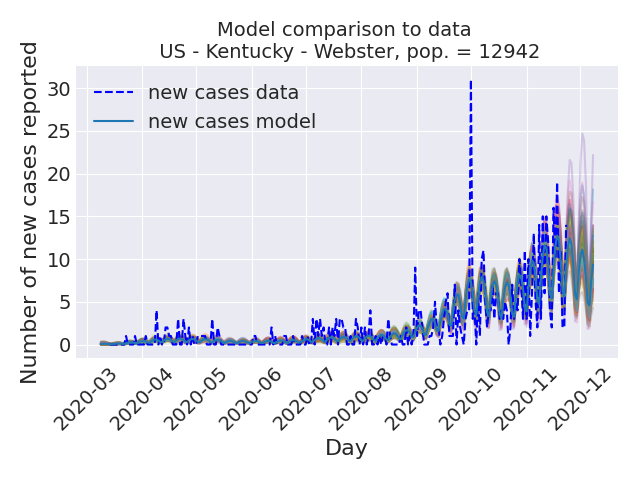 Model comparison to data
US - Kentucky - Webster, pop. = 12942
Number of new cases reported
30
25
20
15
10
5
0
new cases data
new cases model
2020-03
2020-04
2020-05
2020-06
2020-07
2020-08
2020-09
2020-10
2020-11
2020-12
Day